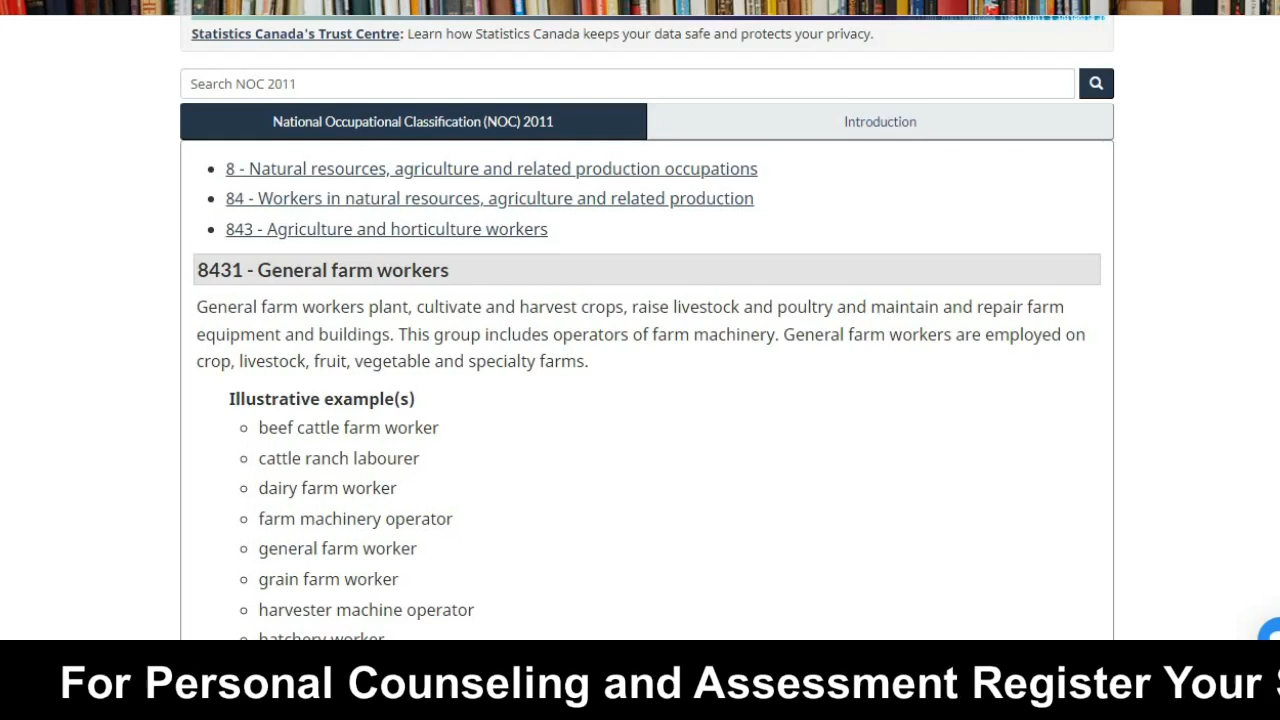 Statistics Canada's Trust Centre: Learn how Statistics Canada keeps your data safe and protects your privacy.
Search NOC 2011
National Occupational Classification (NOC) 2011
Introduction
8 - Natural resources, agriculture and related production occupations
84 - Workers in natural resources, agriculture and related production
843 - Agriculture and horticulture workers
8431 - General farm workers
General farm workers plant, cultivate and harvest crops, raise livestock and poultry and maintain and repair farm
equipment and buildings. This group includes operators of farm machinery. General farm workers are employed on
crop, livestock, fruit, vegetable and specialty farms.
Illustrative example(s)
beef cattle farm worker
cattle ranch labourer
dairy farm worker
farm machinery operator
general farm worker
grain farm worker
harvester machine operator
hatchery worker
For Personal Counseling and Assessment Register Your